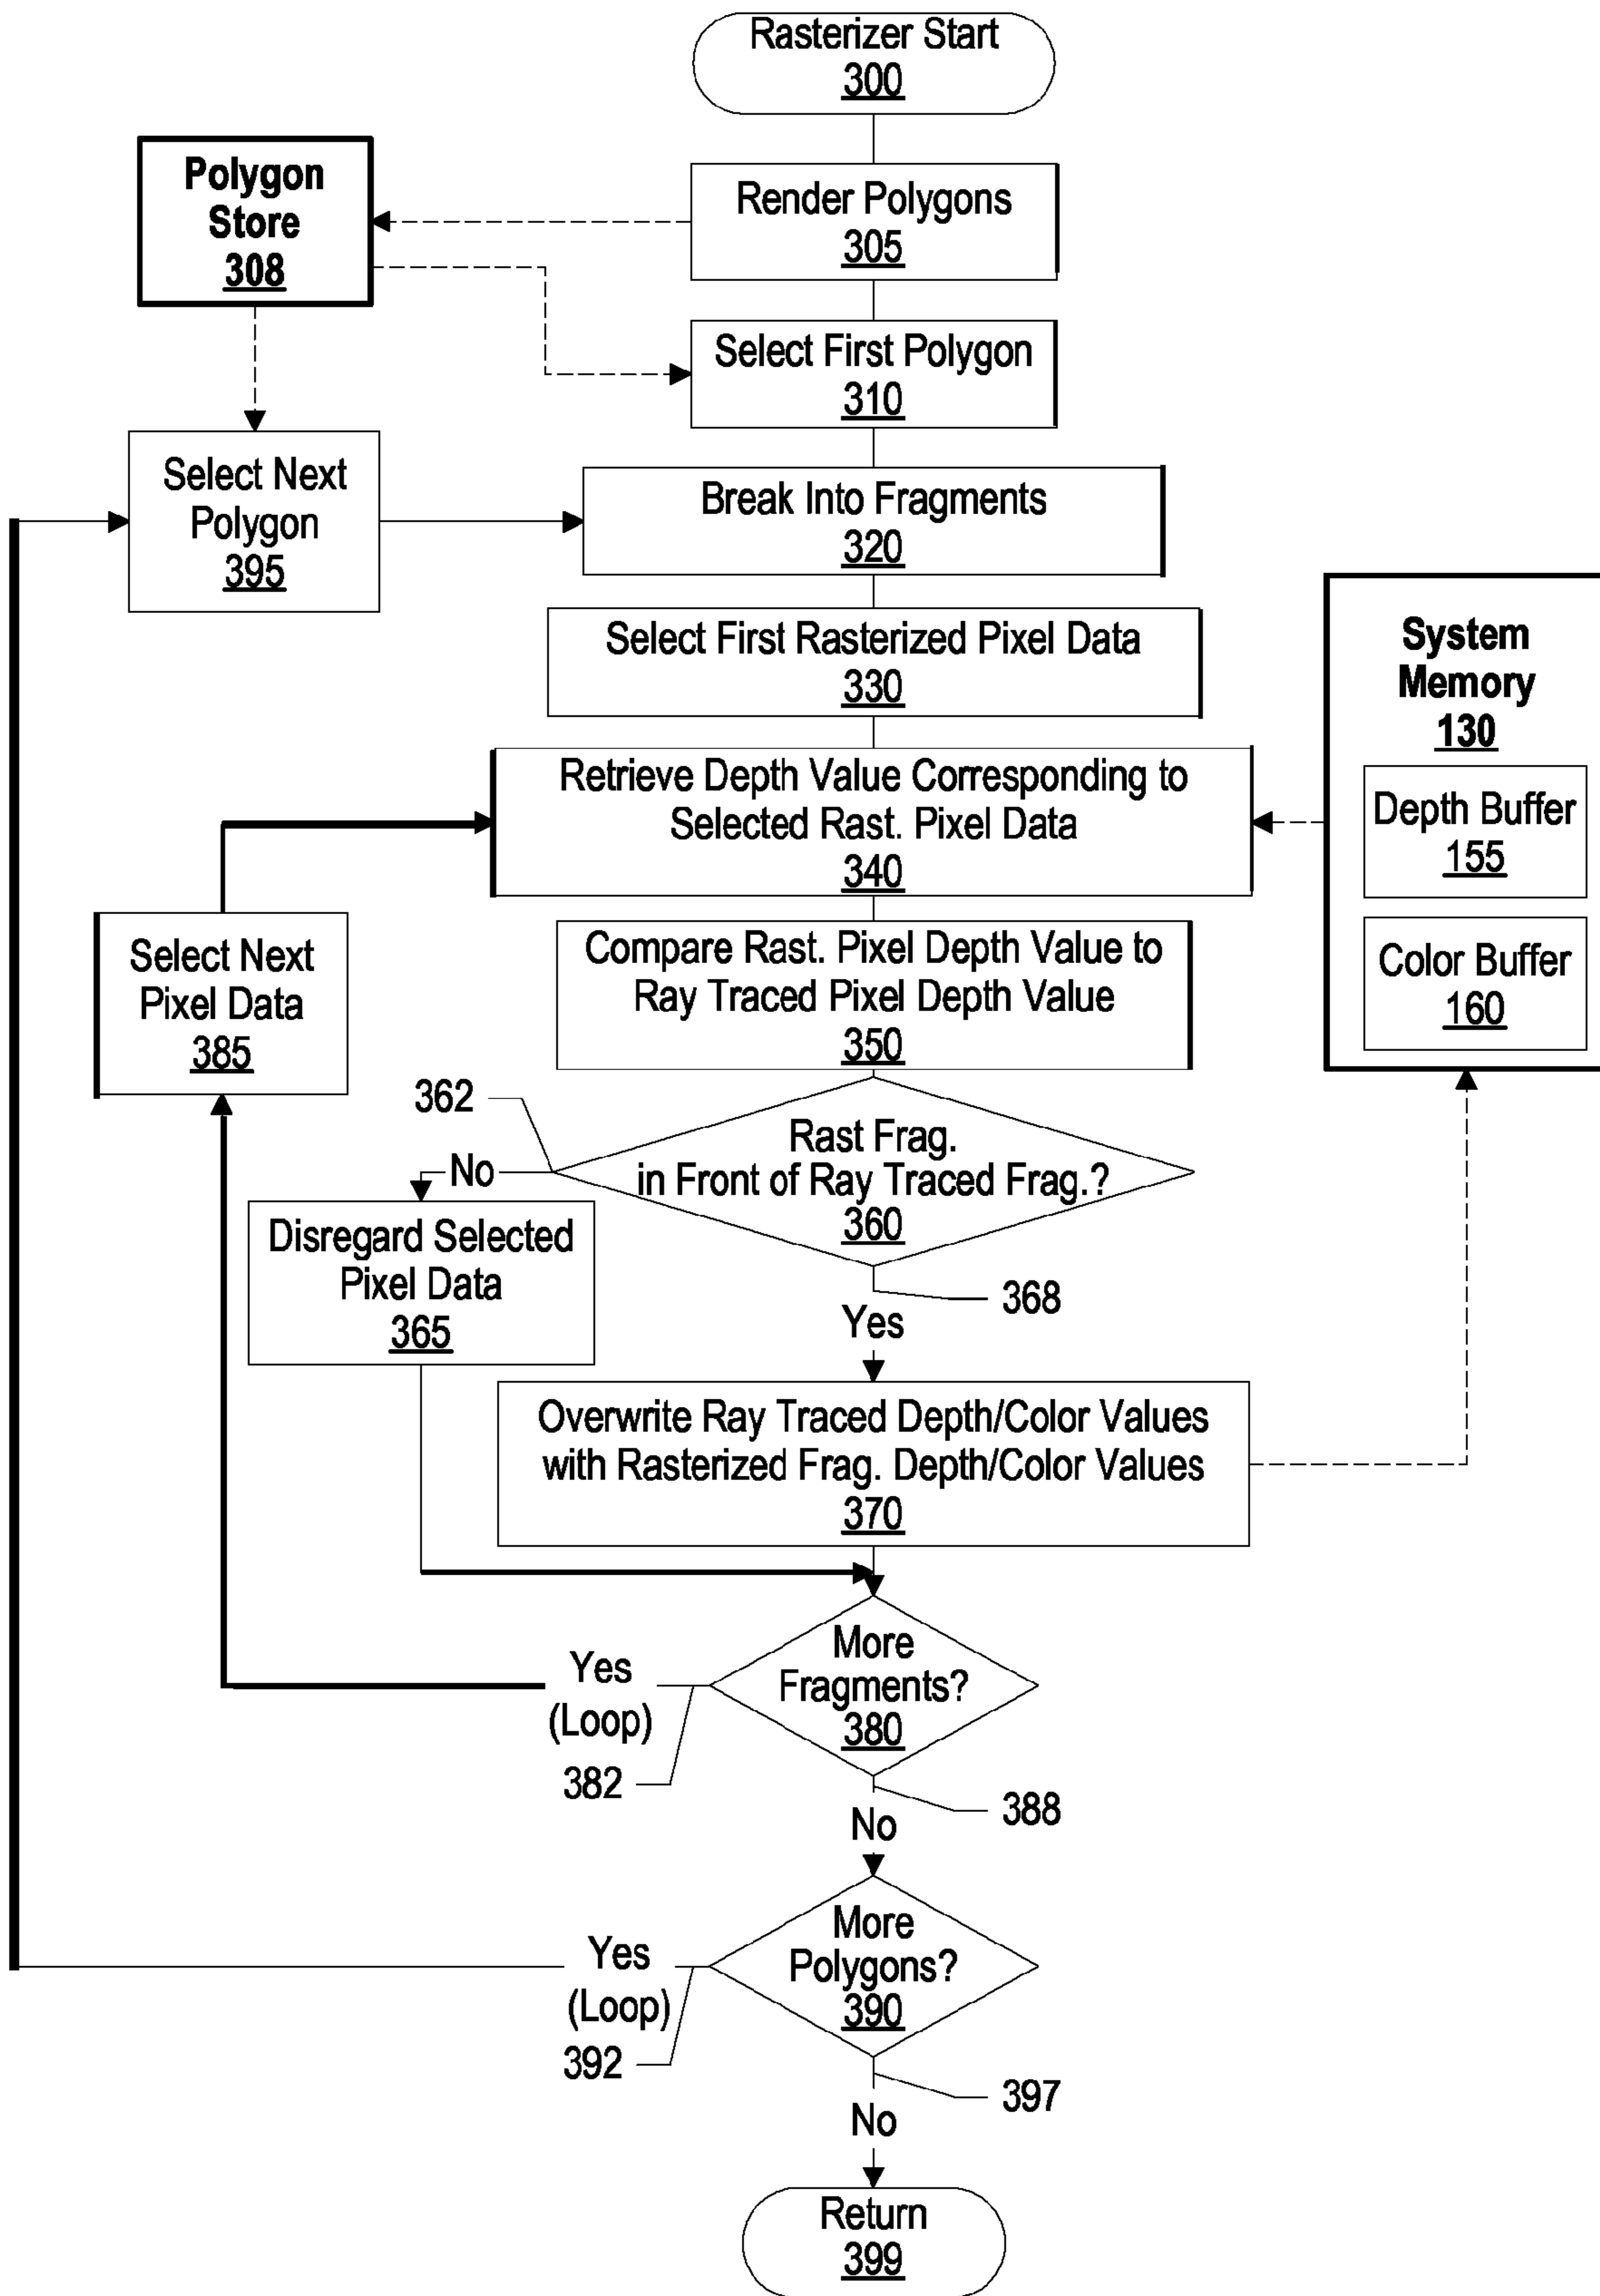 Rasterizer Start
300
Polygon
Store
308
Render Polygons
305
Select First Polygon
310
Select Next
Polygon
395
Break Into Fragments
320
Select First Rasterized Pixel Data
330
System
Memory
130
Depth Buffer
155
Color Buffer
160
Retrieve Depth Value Corresponding to
Selected Rast. Pixel Data
340
Select Next
Pixel Data
385
Compare Rast. Pixel Depth Value to
Ray Traced Pixel Depth Value
350
362
Rast Frag.
in Front of Ray Traced Frag.?
360
No
Disregard Selected
Pixel Data
365
368
Yes
Overwrite Ray Traced Depth/Color Values
with Rasterized Frag. Depth/Color Values
370
More
Fragments?
380
Yes
(Loop)
382
388
No
More
Polygons?
390
Yes
(Loop)
392
397
No
Return
399